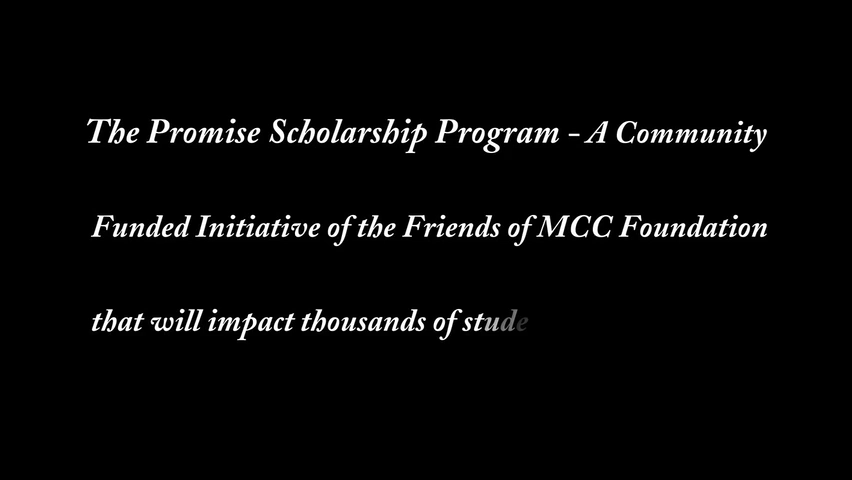 The Promise Scholarship Program - A Community
Funded Initiative of the Friends of MCC Foundation
that will impact thousands of stude